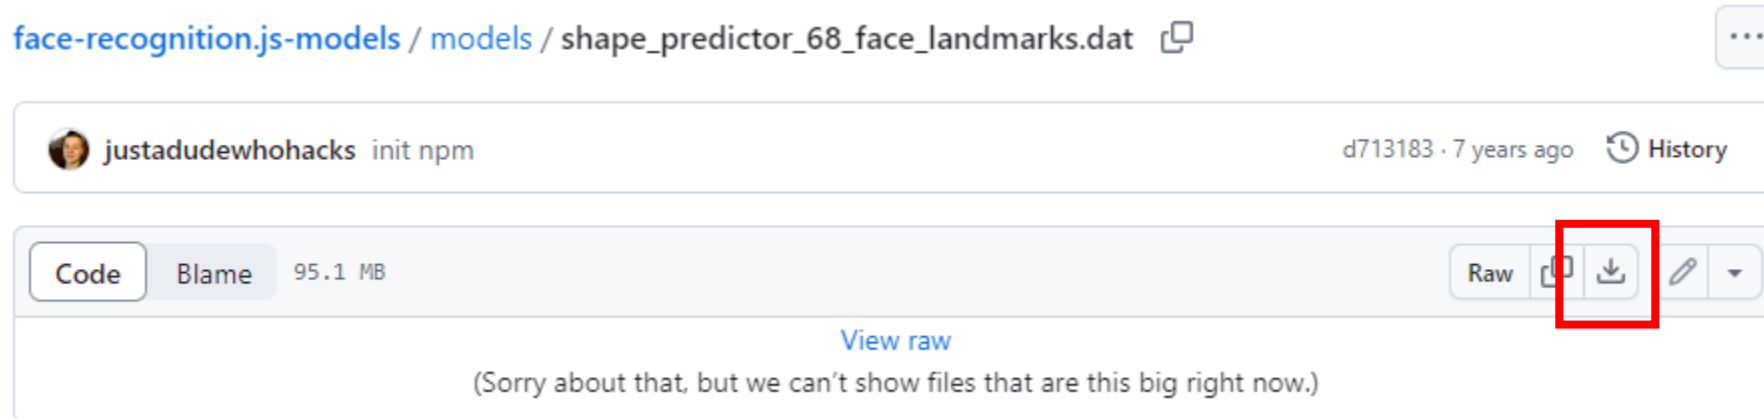 face-recognition.js-models / models / shape_predictor_68_face_landmarks.dat
justadudewhohacks init npm d713183 · 7 years ago History
Code Blame 95.1 MB Raw
View raw
(Sorry about that, but we can't show files that are this big right now.)